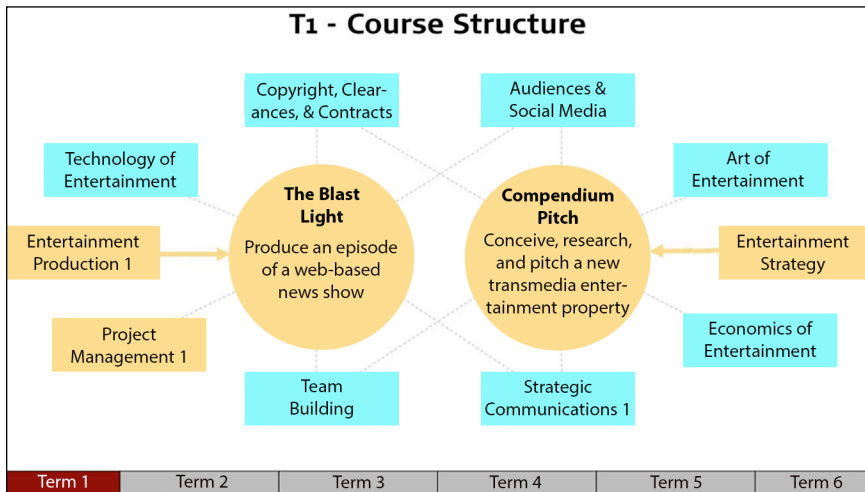 T1 - Course Structure
Copyright, Clear-
ances, & Contracts
Audiences &
Social Media
Technology of
Entertainment
Art of
Entertainment
The Blast
Light
Produce an episode
of a web-based
news show
Compendium
Pitch
Conceive, research,
and pitch a new
transmedia enter-
tainment property
Entertainment
Production 1
Entertainment
Strategy
Project
Management 1
Economics of
Entertainment
Team
Building
Strategic
Communications 1
Term 1
Term 2
Term 3
Term 4
Term 5
Term 6